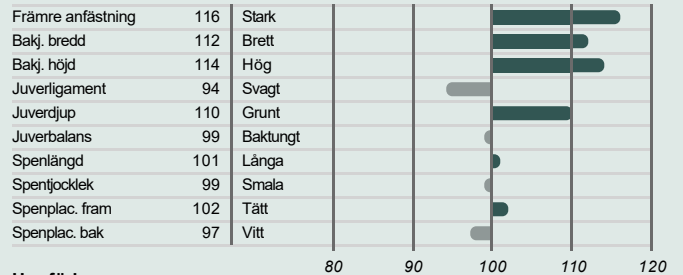 Främre anfästning 116 Stark
Bakj. bredd 112 Brett
Bakj. höjd 114 Hög
Juverligament 94 Svagt
Juverdjup 110 Grunt
Juverbalans 99 Baktungt
Spenlängd 101 Långa
Spentjocklek 99 Smala
Spenplac. fram 102 Tätt
Spenplac. bak 97 Vitt
80 90 100 110 120